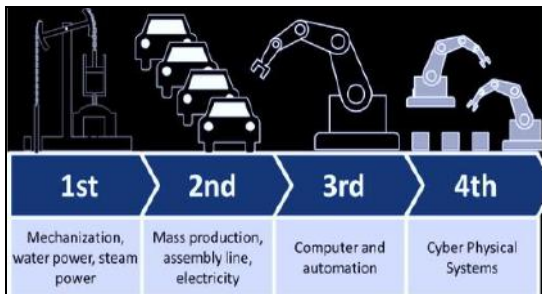 1st
2nd
3rd
4th
Mechanization,
water power, steam
power
Mass production,
assembly line,
electricity
Computer and
automation
Cyber Physical
Systems